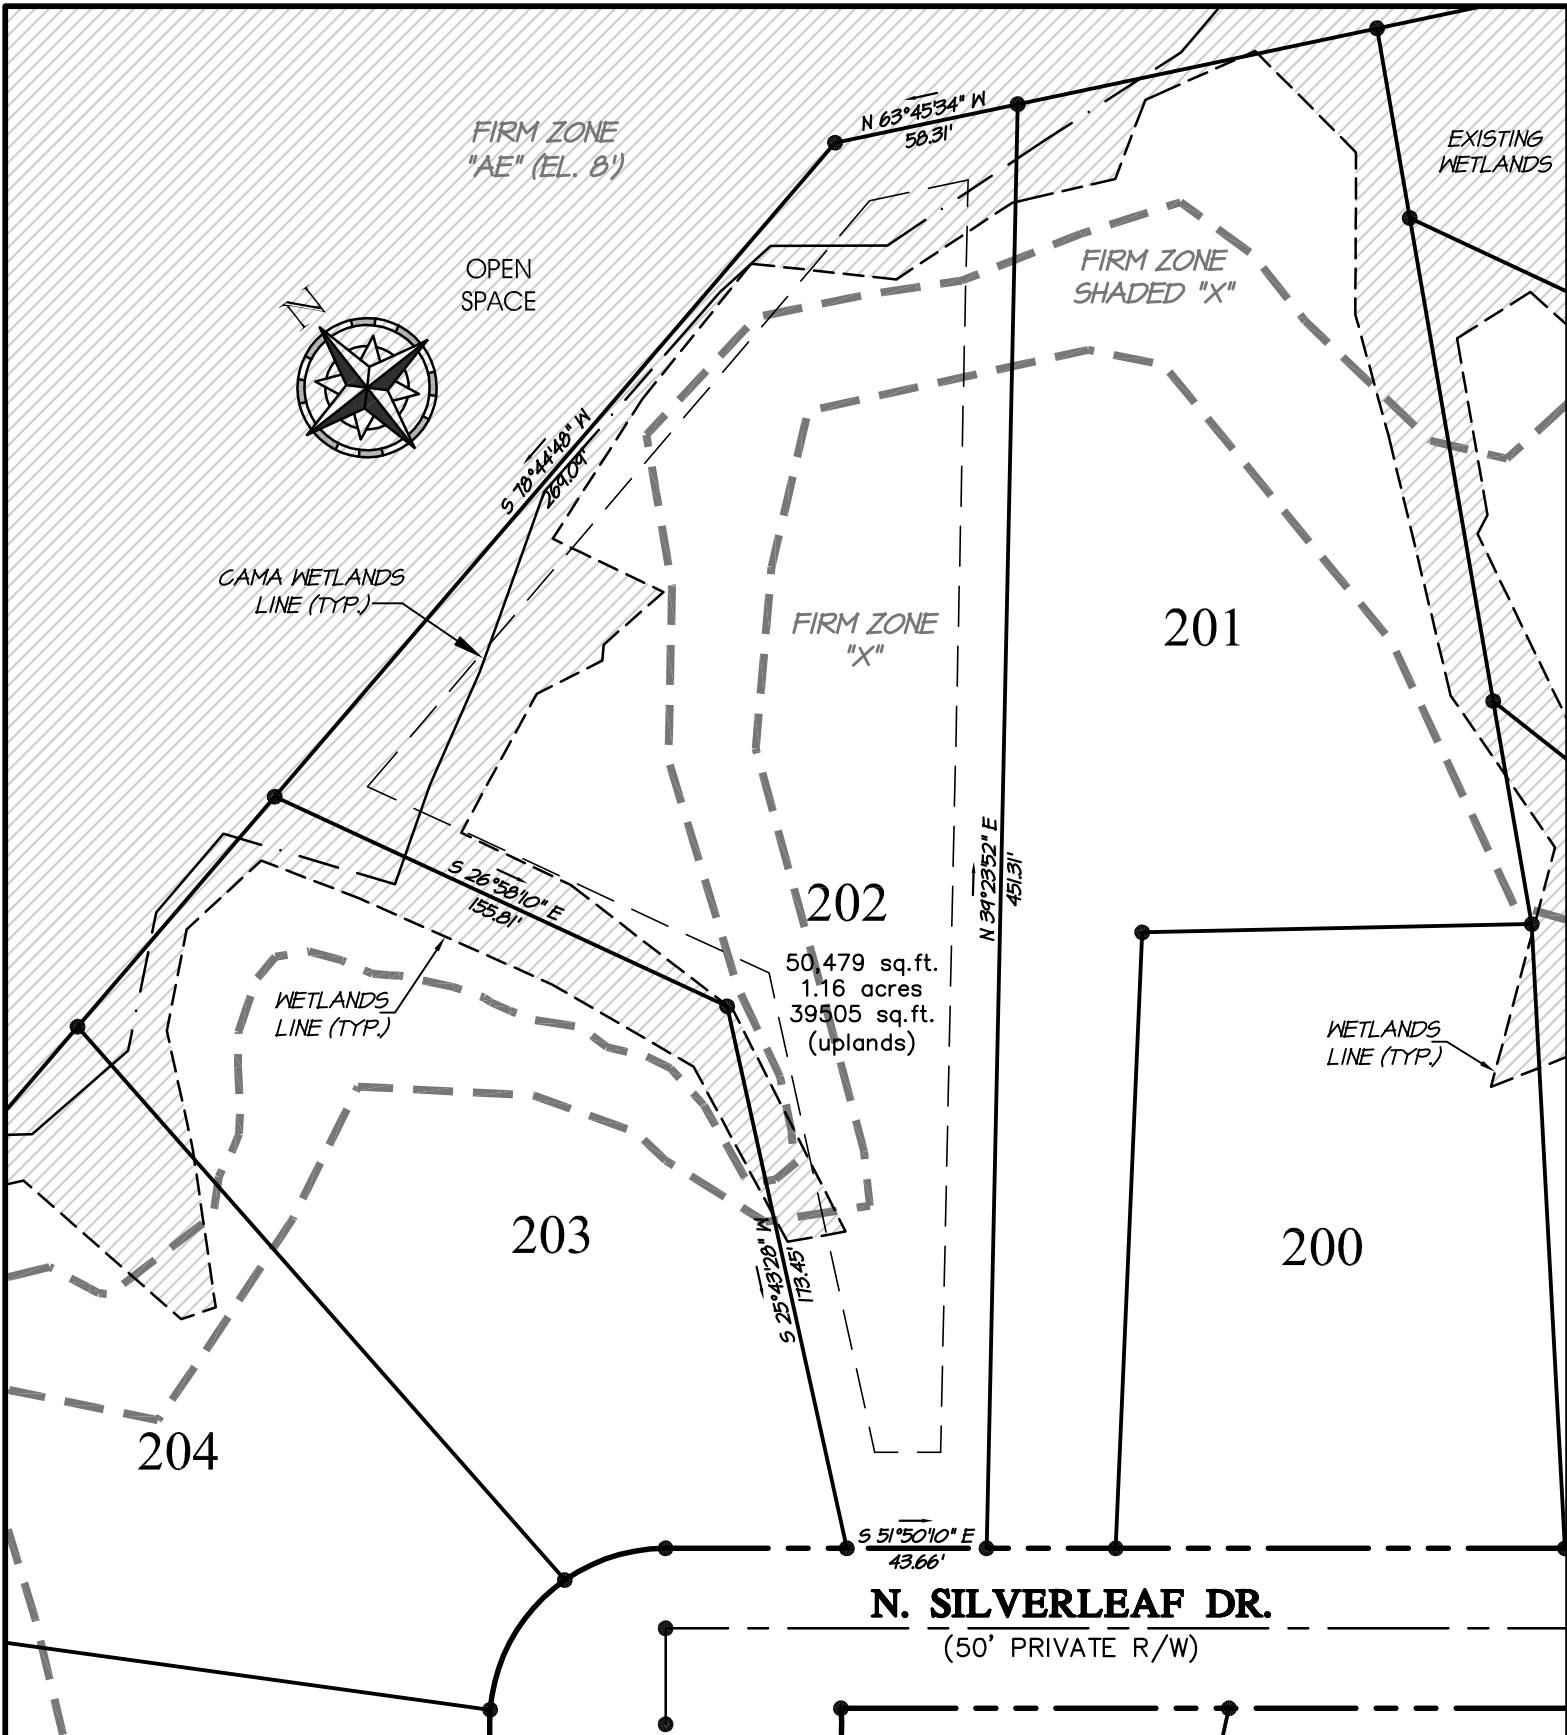 N 63°45'34" W
58.31'
FIRM ZONE
"AE" (EL. 8')
EXISTING
WETLANDS
OPEN
SPACE
N
FIRM ZONE
SHADED "X"
S 78°44'48" W
269.09'
CAMA WETLANDS
LINE (TYP.)
FIRM ZONE
"X"
201
N 39°23'52" E
451.31'
S 26°58'10" E
155.81'
202
50,479 sq.ft.
1.16 acres
39505 sq.ft.
(uplands)
WETLANDS
LINE (TYP.)
WETLANDS
LINE (TYP.)
203
S 25°43'28" W
173.45'
200
204
S 51°50'10" E
43.66'
N. SILVERLEAF DR.
(50' PRIVATE R/W)